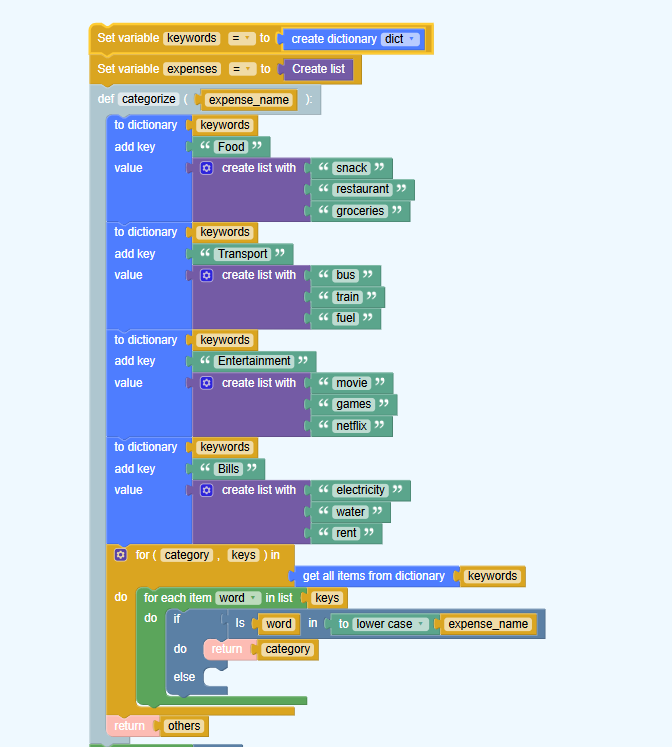 Set variable keywords = to create dictionary dict
Set variable expenses = to Create list
def categorize ( expense_name ):
to dictionary keywords
add key “ Food ”
value create list with “ snack ”
“ restaurant ”
“ groceries ”
to dictionary keywords
add key “ Transport ”
value create list with “ bus ”
“ train ”
“ fuel ”
to dictionary keywords
add key “ Entertainment ”
value create list with “ movie ”
“ games ”
“ netflix ”
to dictionary keywords
add key “ Bills ”
value create list with “ electricity ”
“ water ”
“ rent ”
for ( category , keys ) in
get all items from dictionary keywords
do for each item word in list keys
do if Is word in to lower case expense_name
do return category
else
return others